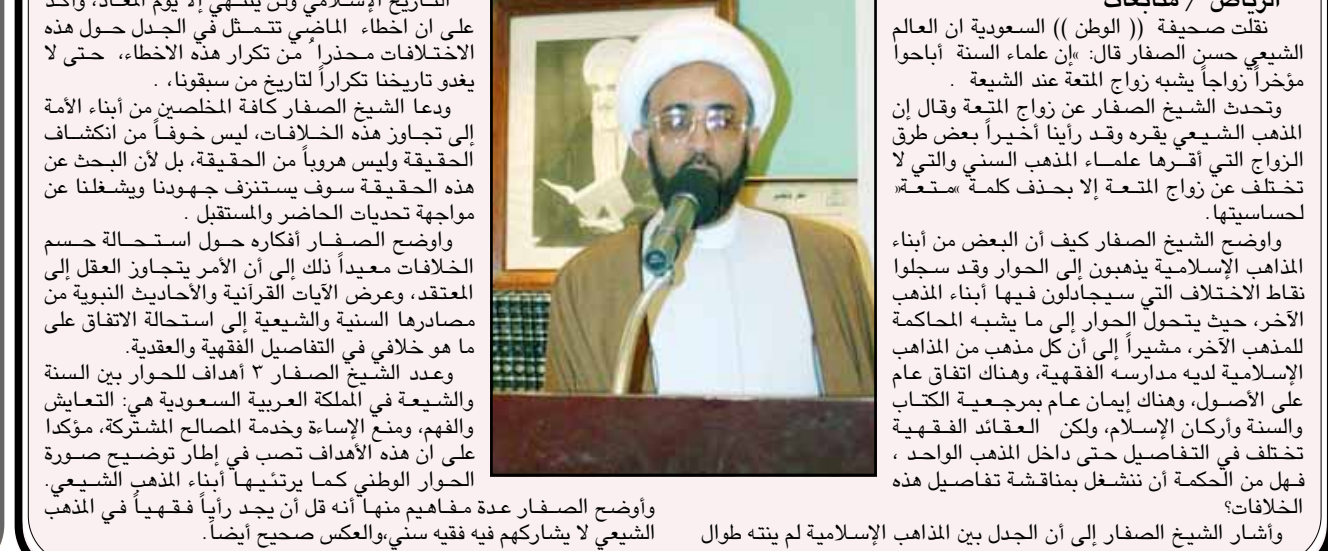 الرياض / متابعات
نقلت صحيفة (( الوطن )) السعودية ان العالم
الشيعي حسن الصفار قال: »إن علماء السنة أباحوا
مؤخراً زواجاً يشبه زواج المتعة عند الشيعة .
وتحدث الشيخ الصفار عن زواج المتعة وقال إن
المذهب الشيعي يقره وقد رأينا أخيراً بعض طرق
الزواج التي أقرها علماء المذهب السني والتي لا
تختلف عن زواج المتعة إلا بحذف كلمة »متعة«
لحساسيتها.
واوضح الشيخ الصفار كيف أن البعض من أبناء
المذاهب الإسلامية يذهبون إلى الحوار وقد سجلوا
نقاط الاختلاف التي سيجادلون فيها أبناء المذهب
الآخر، حيث يتحول الحوار إلى ما يشبه المحاكمة
للمذهب الآخر، مشيراً إلى أن كل مذهب من المذاهب
الإسلامية لديه مدارسه الفقهية، وهناك اتفاق عام
على الأصول، وهناك إيمان عام بمرجعية الكتاب
والسنة وأركان الإسلام، ولكن العقائد الفقهية
تختلف في التفاصيل حتى داخل المذهب الواحد ،
فهل من الحكمة أن ننشغل بمناقشة تفاصيل هذه
الخلافات؟
وأشار الشيخ الصفار إلى أن الجدل بين المذاهب الإسلامية لم ينته طوال
التاريخ الإسلامي ولن ينتهي إلا يوم المعاد، وأكد
على ان اخطاء الماضي تتمثل في الجدل حول هذه
الاختلافات محذراً من تكرار هذه الاخطاء، حتى لا
يغدو تاريخنا تكراراً لتاريخ من سبقونا، .
ودعا الشيخ الصفار كافة المخلصين من أبناء الأمة
إلى تجاوز هذه الخلافات، ليس خوفاً من انكشاف
الحقيقة وليس هروباً من الحقيقة، بل لأن البحث عن
هذه الحقيقة سوف يستنزف جهودنا ويشغلنا عن
مواجهة تحديات الحاضر والمستقبل .
واوضح الصفار أفكاره حول استحالة حسم
الخلافات معيداً ذلك إلى أن الأمر يتجاوز العقل إلى
المعتقد، وعرض الآيات القرآنية والأحاديث النبوية من
مصادرها السنية والشيعية إلى استحالة الاتفاق على
ما هو خلافي في التفاصيل الفقهية والعقدية.
وعدد الشيخ الصفار ٣ أهداف للحوار بين السنة
والشيعة في المملكة العربية السعودية هي: التعايش
والفهم، ومنع الإساءة وخدمة المصالح المشتركة، مؤكدا
على ان هذه الأهداف تصب في إطار توضيح صورة
الحوار الوطني كما يرتئيها أبناء المذهب الشيعي.
وأوضح الصفار عدة مفاهيم منها أنه قل أن يجد رأياً فقهياً في المذهب
الشيعي لا يشاركهم فيه فقيه سني،والعكس صحيح أيضاً.